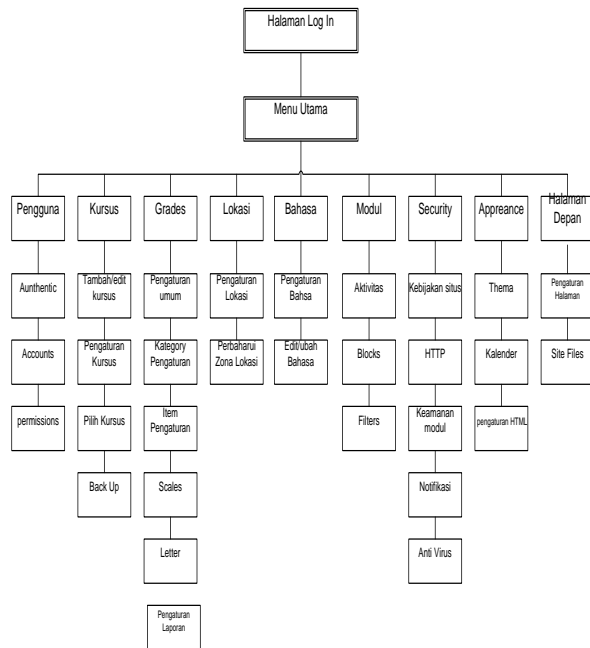 Halaman Log In
Menu Utama
Pengguna
Kursus
Grades
Lokasi
Bahasa
Modul
Security
Appreance
Halaman
Depan
Aunthentic
Tambah/edit
kursus
Pengaturan
umum
Pengaturan
Lokasi
Pengaturan
Bahsa
Aktivitas
Kebijakan situs
Thema
Pengaturan
Halaman
Accounts
Pengaturan
Kursus
Kategory
Pengaturan
Perbaharui
Zona Lokasi
Edit/ubah
Bahasa
Blocks
HTTP
Kalender
Site Files
permissions
Pilih Kursus
Item
Pengaturan
Filters
Keamanan
modul
pengaturan HTML
Back Up
Scales
Notifikasi
Letter
Anti Virus
Pengaturan
Laporan